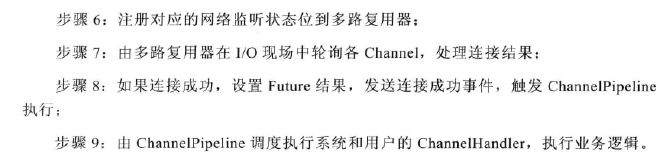 步骤 6：注册对应的网络监听状态位到多路复用器；
步骤 7：由多路复用器在 I/O 现场中轮询各 Channel，处理连接结果；
步骤 8：如果连接成功，设置 Future 结果，发送连接成功事件，触发 ChannelPipeline
执行；
步骤 9：由 ChannelPipeline 调度执行系统和用户的 ChannelHandler，执行业务逻辑。